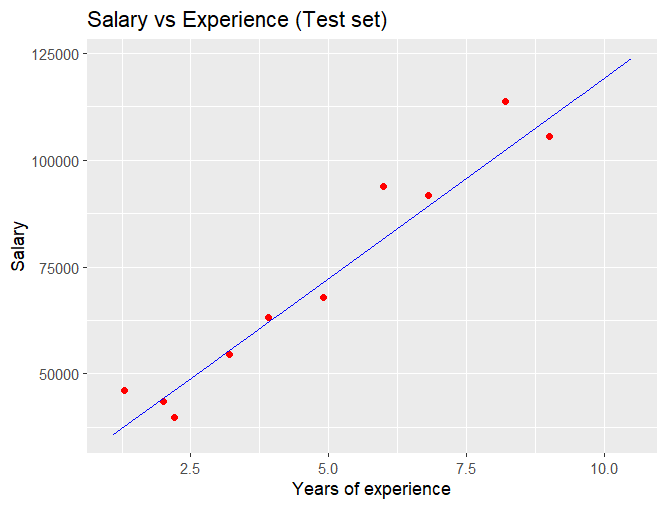 Salary vs Experience (Test set)
125000
100000
75000
50000
Salary
2.5
5.0
7.5
10.0
Years of experience